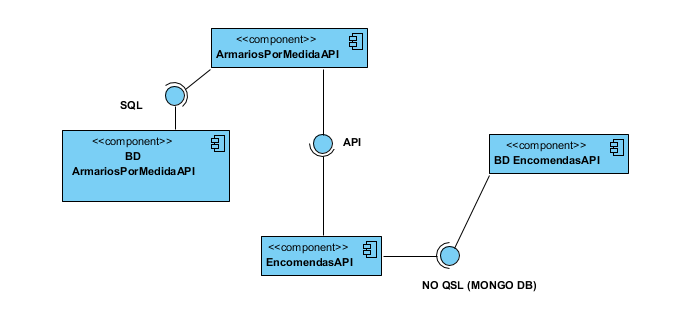 <<component>>
ArmariosPorMedidaAPI
SQL
<<component>>
BD
ArmariosPorMedidaAPI
API
<<component>>
BD EncomendasAPI
<<component>>
EncomendasAPI
NO QSL (MONGO DB)